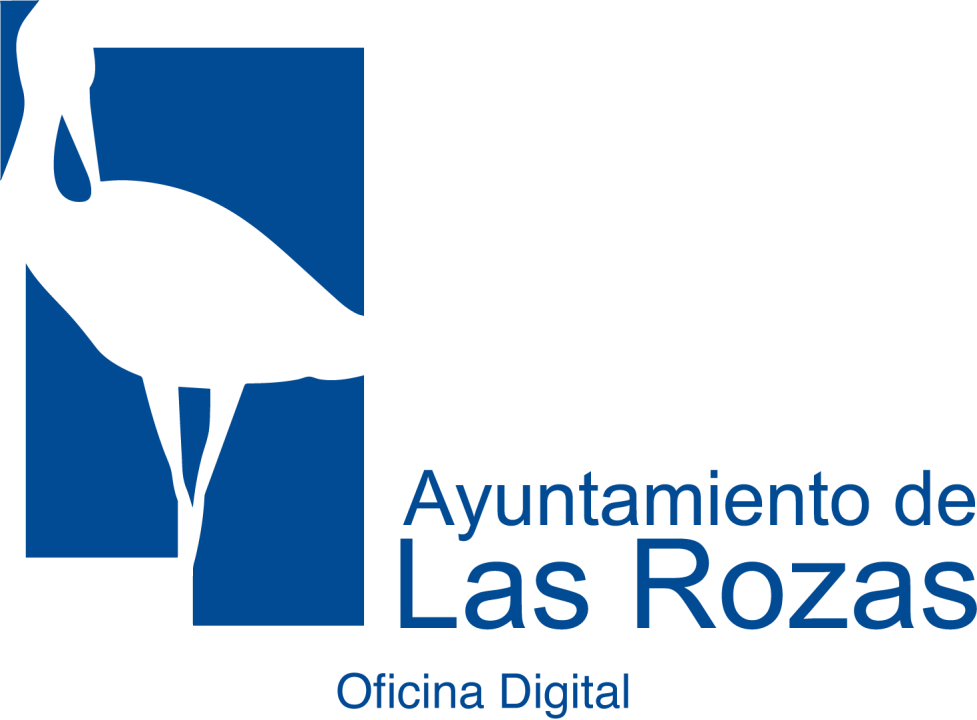 Ayuntamiento de
Las Rozas
Oficina Digital